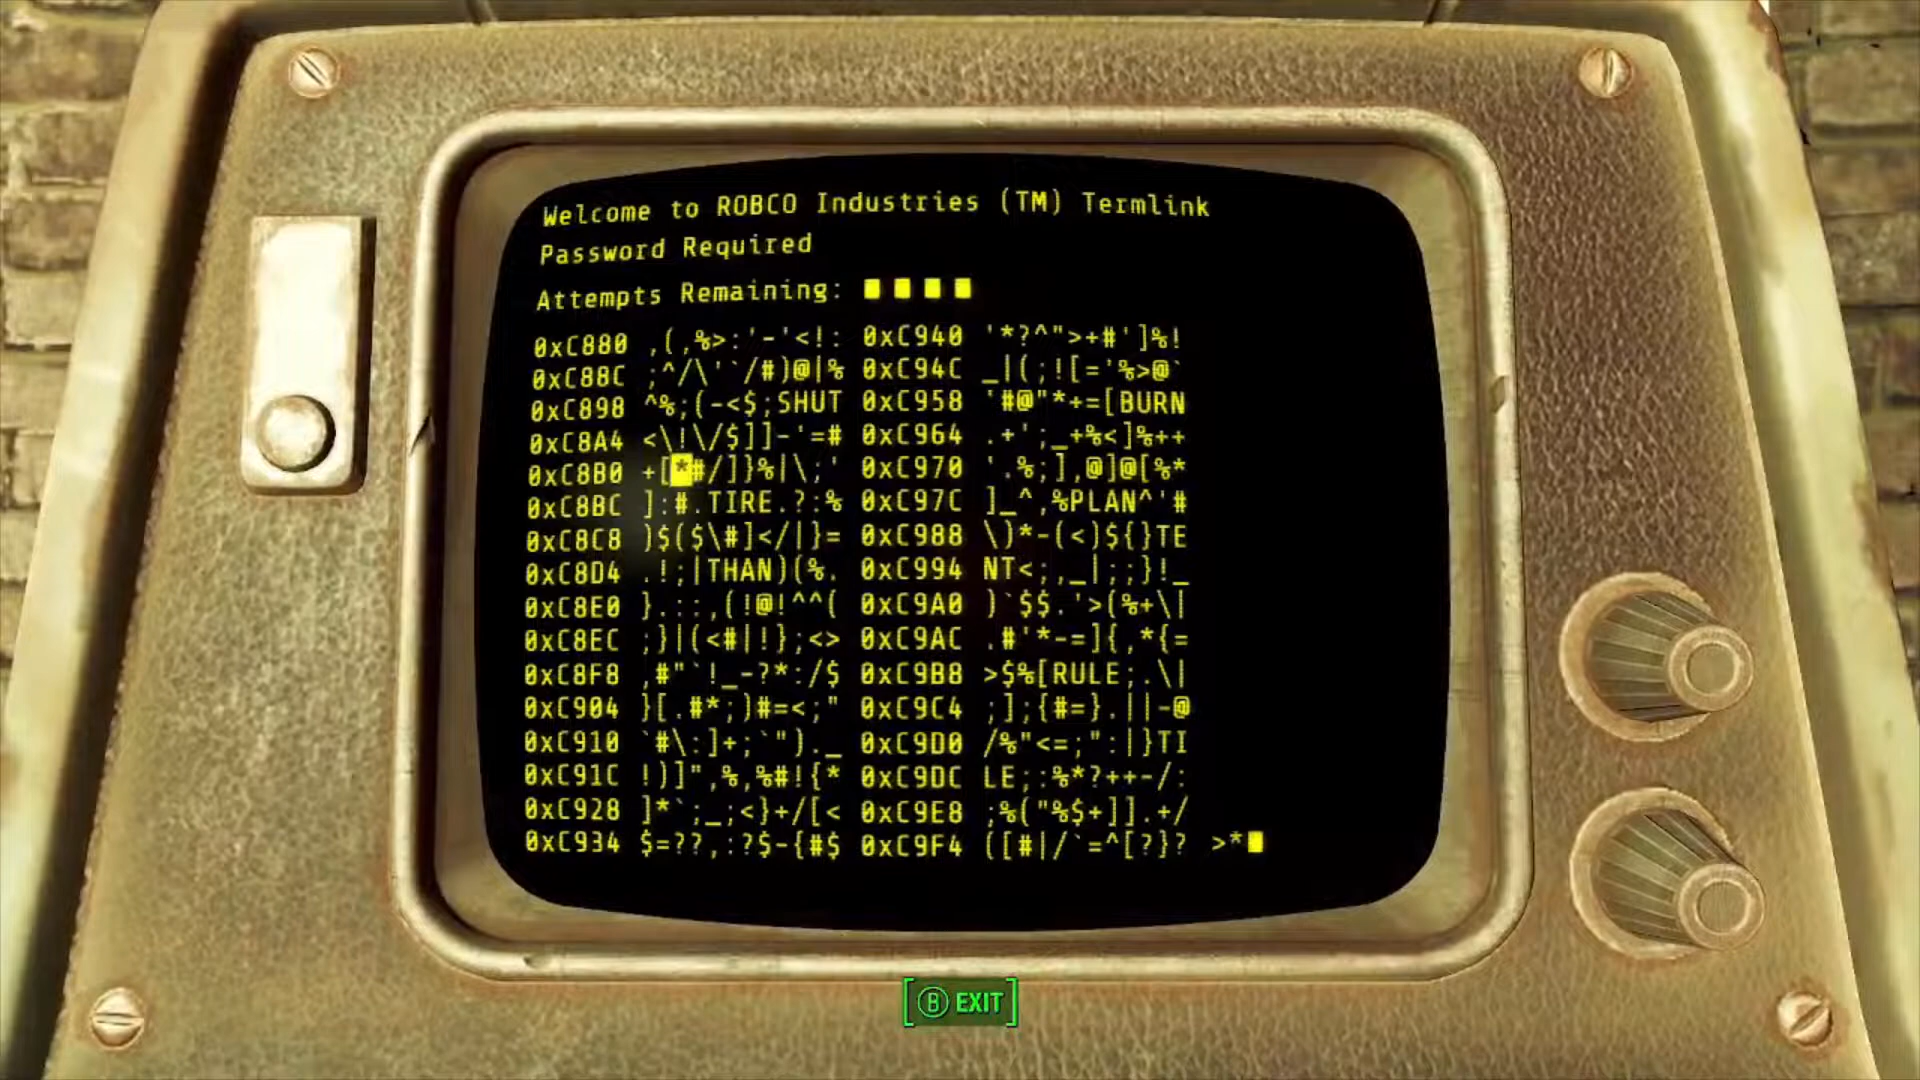 Welcome to ROBCO Industries (TM) Termlink
Password Required
Attempts Remaining: ■ ■ ■ ■
0xC880 ,(,%>:'-'<!: 0xC940 '*?^">+#']%!
0xC88C ;^/\'`/#)@|% 0xC94C _|(;![='%>@`
0xC898 ^%;(-<$;SHUT 0xC958 '#@"*+=[BURN
0xC8A4 <\!\/$]]-'=# 0xC964 .+';_+%<]%++
0xC8B0 +[*#/]}%|\;' 0xC970 '.%;],@]@[%*
0xC8BC ]:#.TIRE.?:% 0xC97C ]_^,%PLAN^'#
0xC8C8 )$($\#]</|}= 0xC988 \)*-(<)${}TE
0xC8D4 .!;|THAN)(%. 0xC994 NT<;,_|;;}!_
0xC8E0 }.::,(!@!^^( 0xC9A0 )`$$.'>(%+\|
0xC8EC ;}|(<#|!};<> 0xC9AC .#'*-=]{,*{=
0xC8F8 ,#"`!_-?*:/$ 0xC9B8 >$%[RULE;.\|
0xC904 }[.#*;)#=<;" 0xC9C4 ;];{#=}.||-@
0xC910 `#\:]+;`")._ 0xC9D0 /%"<=;":|}TI
0xC91C !)]",%,%#!{* 0xC9DC LE;:%*?++-/:
0xC928 ]*`;_;<}+/[< 0xC9E8 ;%("%$+]].+/
0xC934 $=??,:?$-{#$ 0xC9F4 ([#|/`=^[?}? >*■
[Ⓑ EXIT]